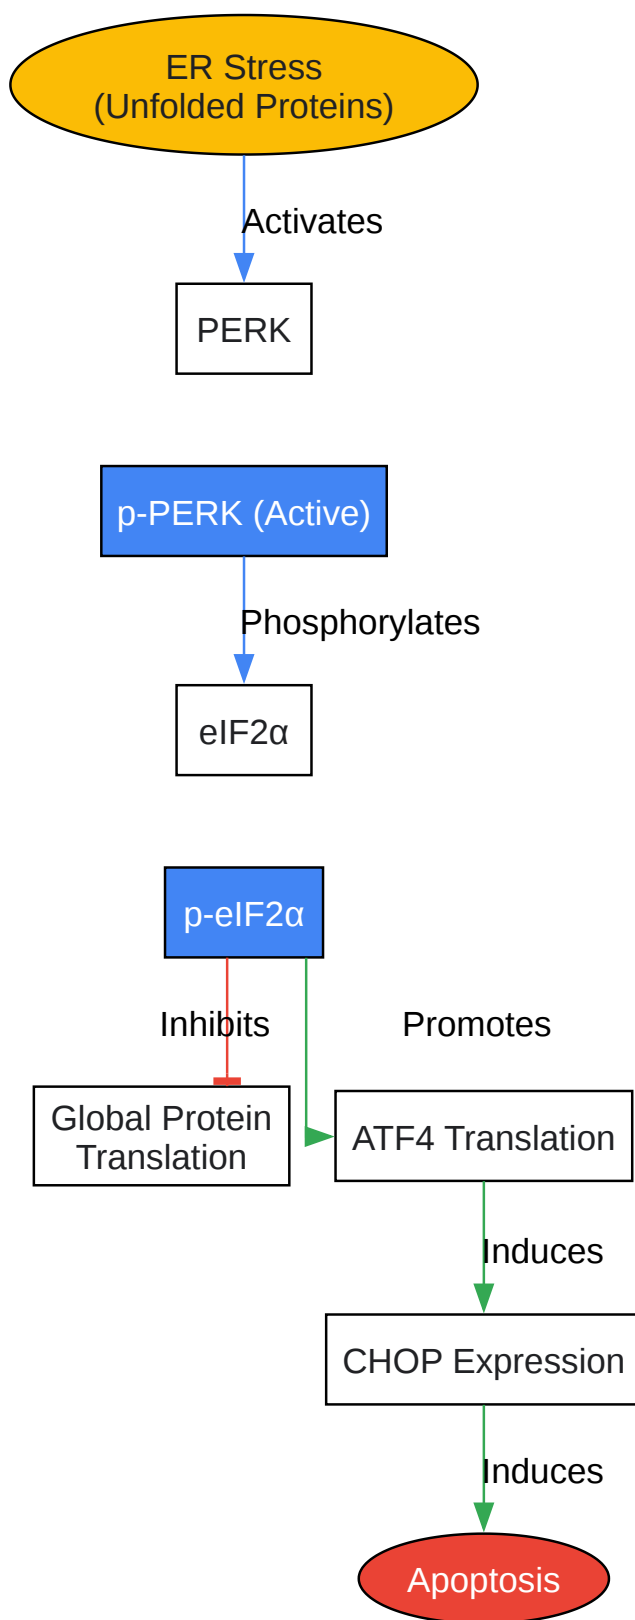 ER Stress
(Unfolded Proteins)
Activates
PERK
p-PERK (Active)
Phosphorylates
eIF2α
p-eIF2α
Inhibits
Promotes
Global Protein
Translation
ATF4 Translation
Induces
CHOP Expression
Induces
Apoptosis